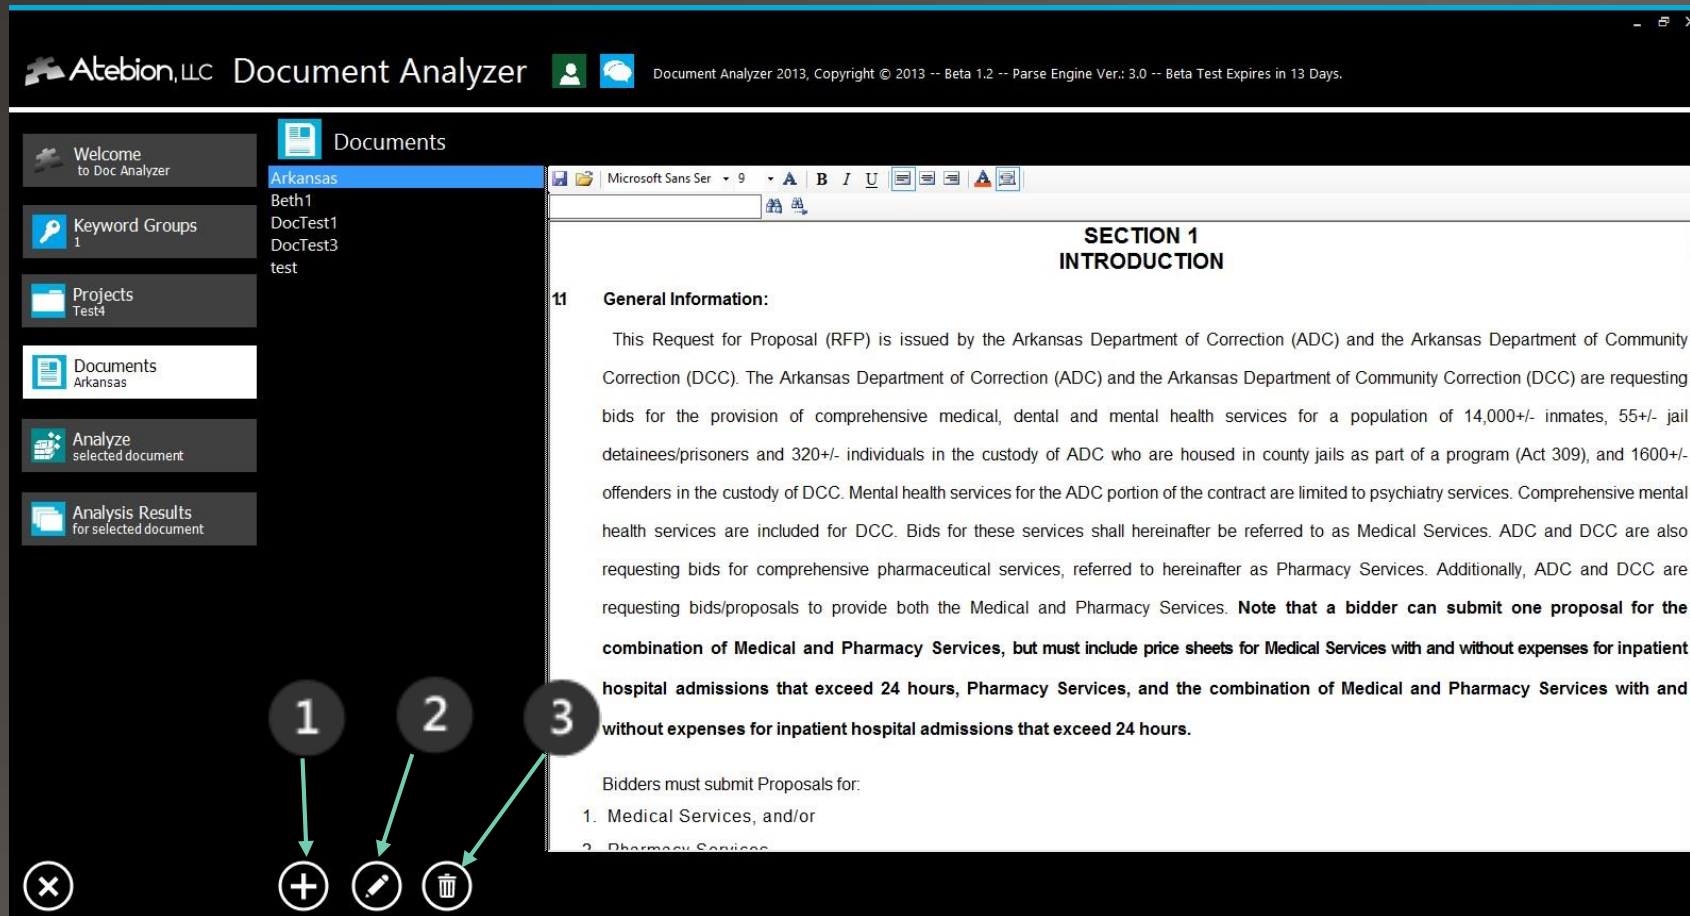 Atebion, LLC Document Analyzer
Document Analyzer 2013, Copyright © 2013 -- Beta 1.2 -- Parse Engine Ver.: 3.0 -- Beta Test Expires in 13 Days.
Welcome
to Doc Analyzer
Keyword Groups
1
Projects
Test4
Documents
Arkansas
Analyze
selected document
Analysis Results
for selected document
Documents
Arkansas
Beth1
DocTest1
DocTest3
test
Microsoft Sans Ser 9 A B I U A
SECTION 1
INTRODUCTION
1.1 General Information:
This Request for Proposal (RFP) is issued by the Arkansas Department of Correction (ADC) and the Arkansas Department of Community
Correction (DCC). The Arkansas Department of Correction (ADC) and the Arkansas Department of Community Correction (DCC) are requesting
bids for the provision of comprehensive medical, dental and mental health services for a population of 14,000+/- inmates, 55+/- jail
detainees/prisoners and 320+/- individuals in the custody of ADC who are housed in county jails as part of a program (Act 309), and 1600+/-
offenders in the custody of DCC. Mental health services for the ADC portion of the contract are limited to psychiatry services. Comprehensive mental
health services are included for DCC. Bids for these services shall hereinafter be referred to as Medical Services. ADC and DCC are also
requesting bids for comprehensive pharmaceutical services, referred to hereinafter as Pharmacy Services. Additionally, ADC and DCC are
requesting bids/proposals to provide both the Medical and Pharmacy Services. Note that a bidder can submit one proposal for the
combination of Medical and Pharmacy Services, but must include price sheets for Medical Services with and without expenses for inpatient
hospital admissions that exceed 24 hours, Pharmacy Services, and the combination of Medical and Pharmacy Services with and
without expenses for inpatient hospital admissions that exceed 24 hours.
Bidders must submit Proposals for:
1. Medical Services, and/or
2. Pharmacy Services
1
2
3